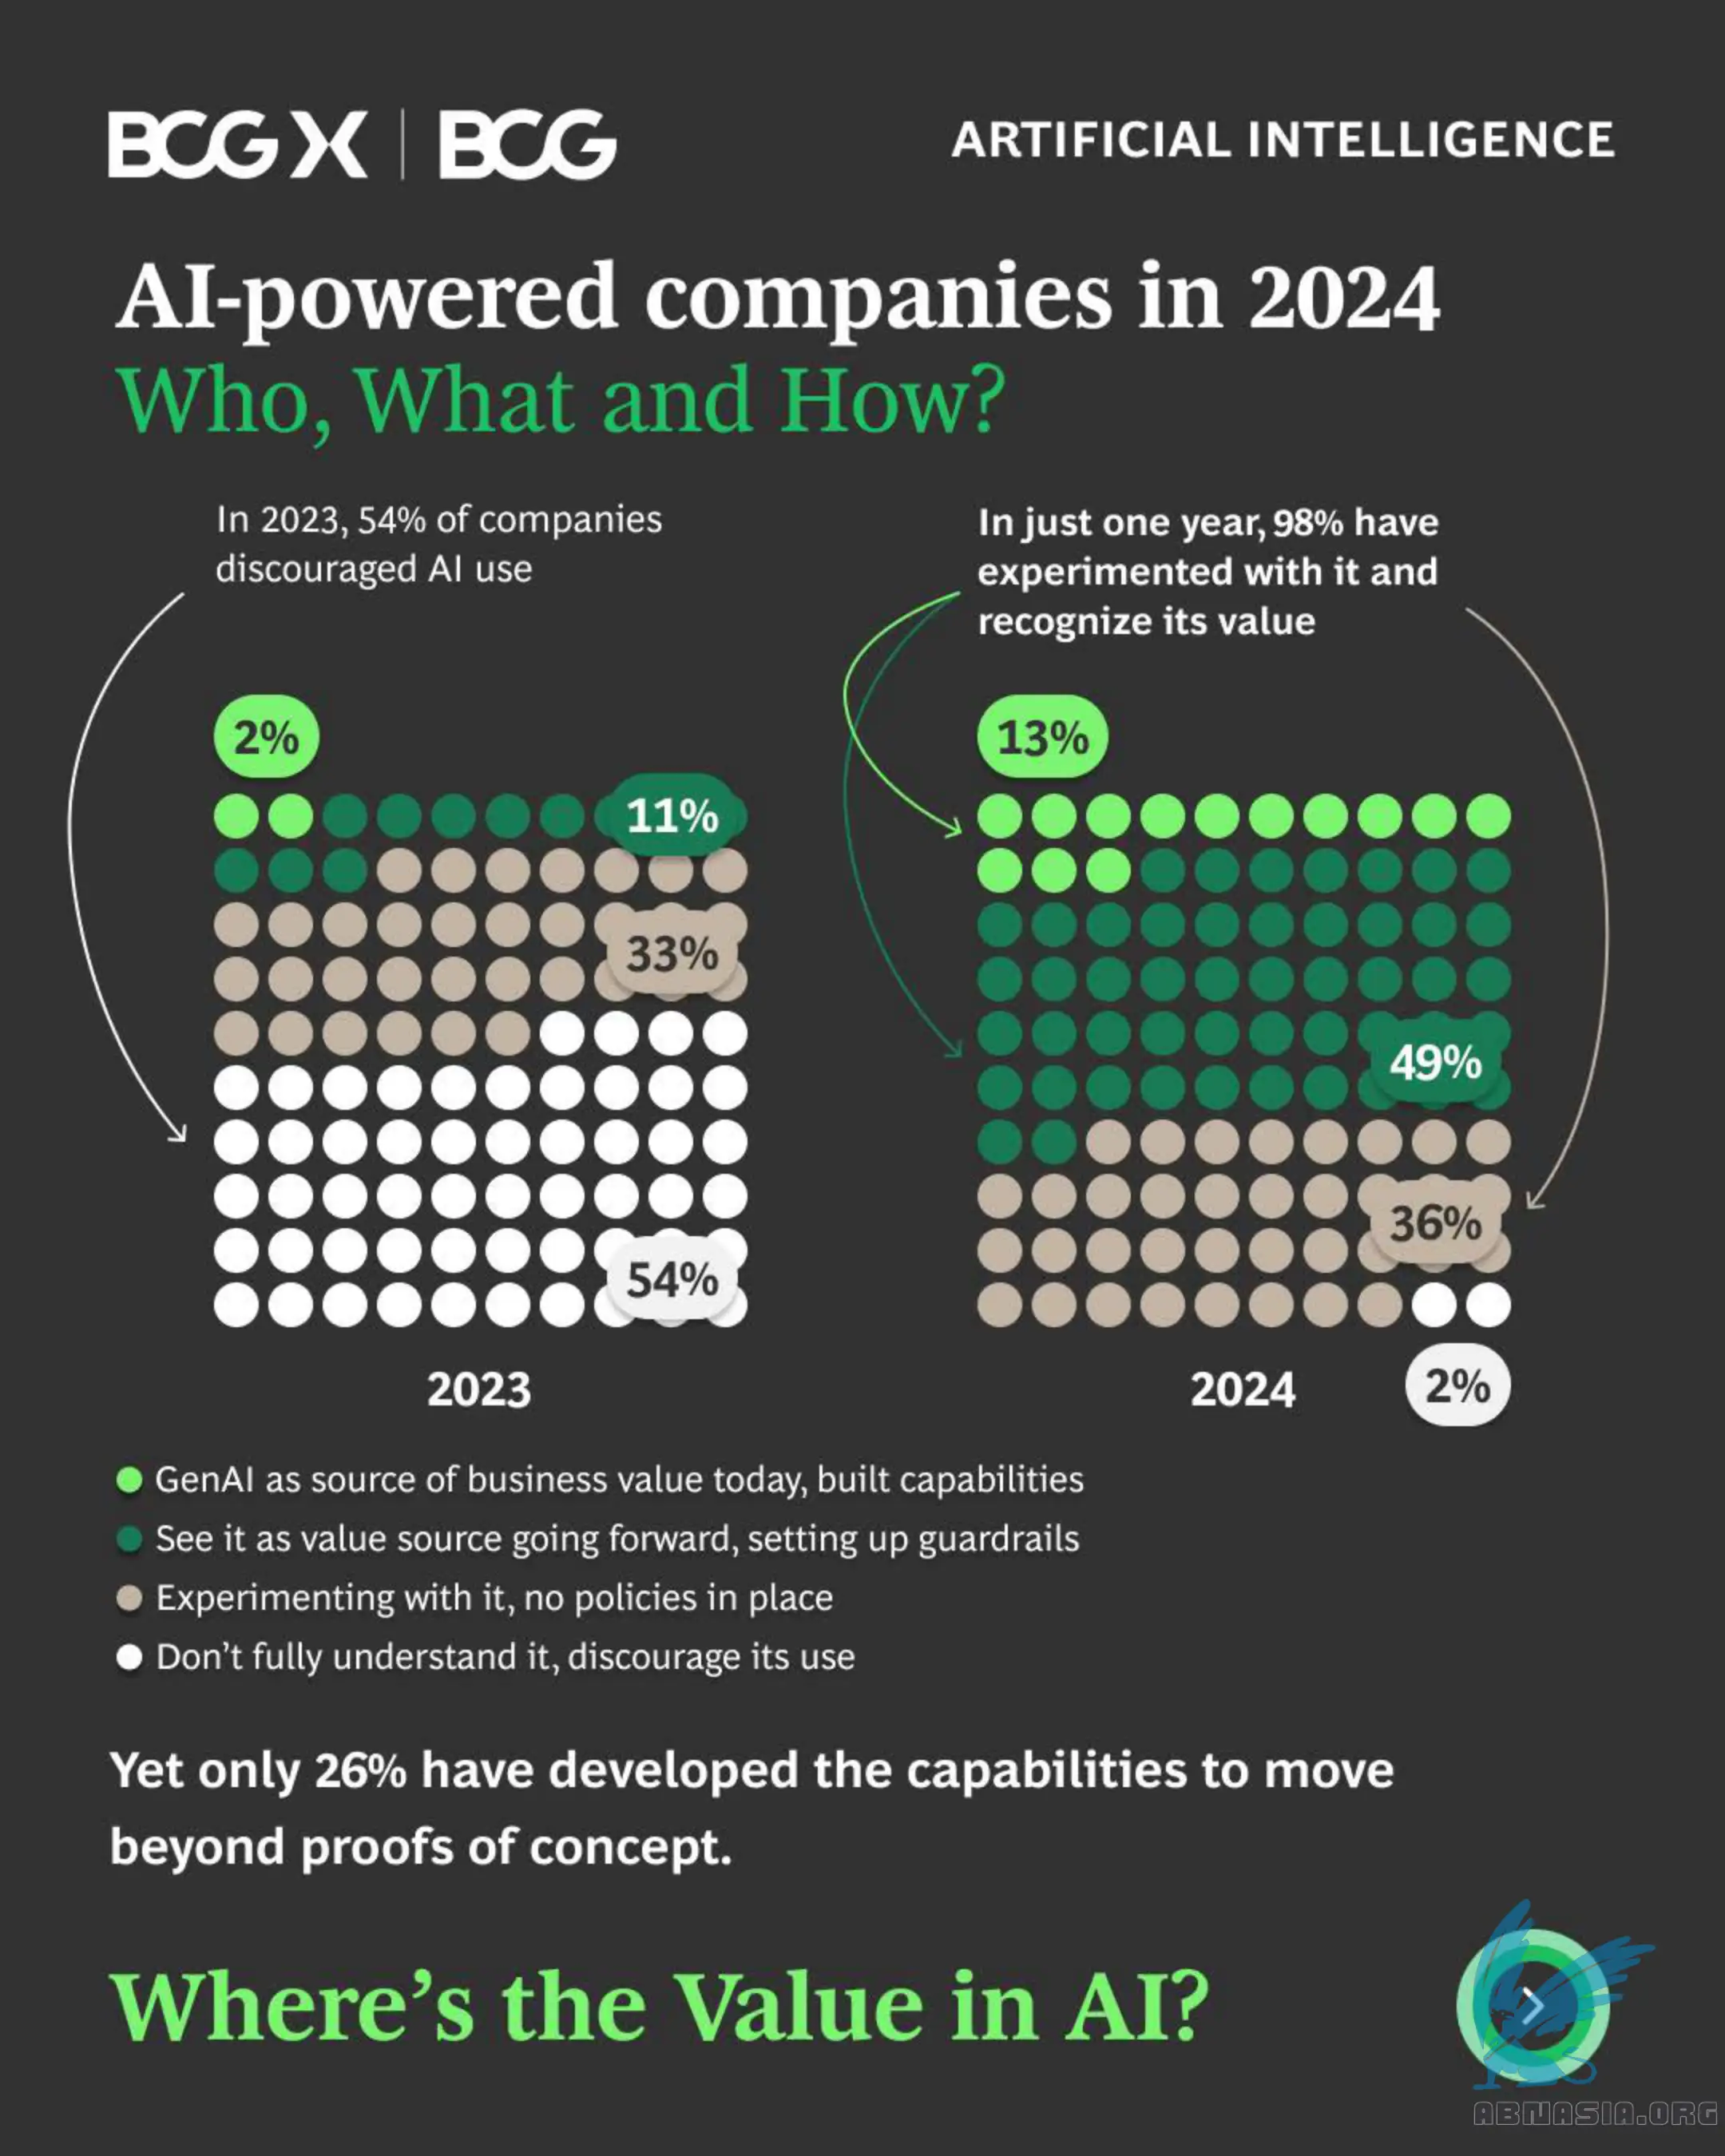 BCG X | BCG
ARTIFICIAL INTELLIGENCE
AI-powered companies in 2024
Who, What and How?
In 2023, 54% of companies
discouraged AI use
In just one year, 98% have
experimented with it and
recognize its value
2%
11%
33%
54%
2023
13%
49%
36%
2%
2024
GenAI as source of business value today, built capabilities
See it as value source going forward, setting up guardrails
Experimenting with it, no policies in place
Don't fully understand it, discourage its use
Yet only 26% have developed the capabilities to move
beyond proofs of concept.
Where's the Value in AI?
ABNASIA.ORG